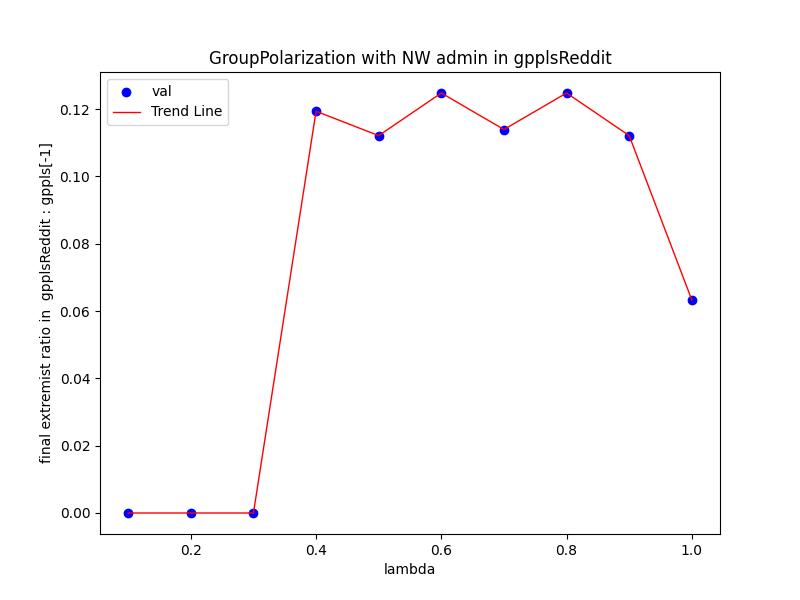 GroupPolarization with NW admin in gpplsReddit
val
Trend Line
final extremist ratio in  gpplsReddit : gppls[-1]
0.12
0.10
0.08
0.06
0.04
0.02
0.00
0.2
0.4
0.6
0.8
1.0
lambda